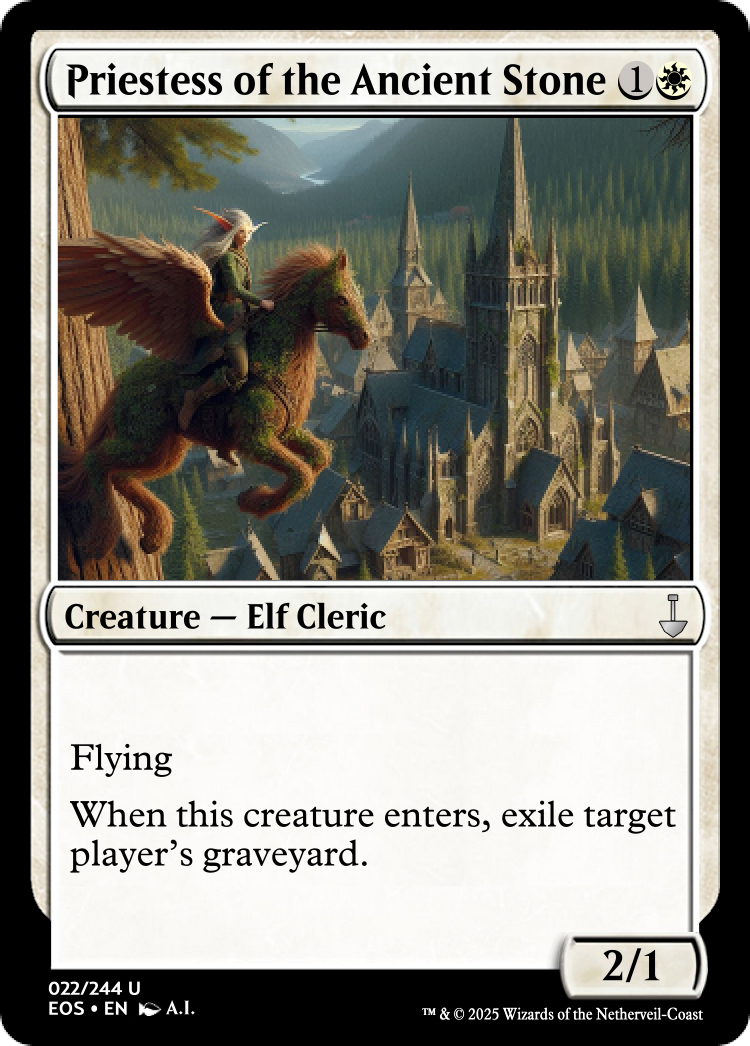 Priestess of the Ancient Stone 1
Creature — Elf Cleric
Flying
When this creature enters, exile target
player's graveyard.
2/1
022/244 U
EOS • EN A.I.
™ & © 2025 Wizards of the Netherveil-Coast